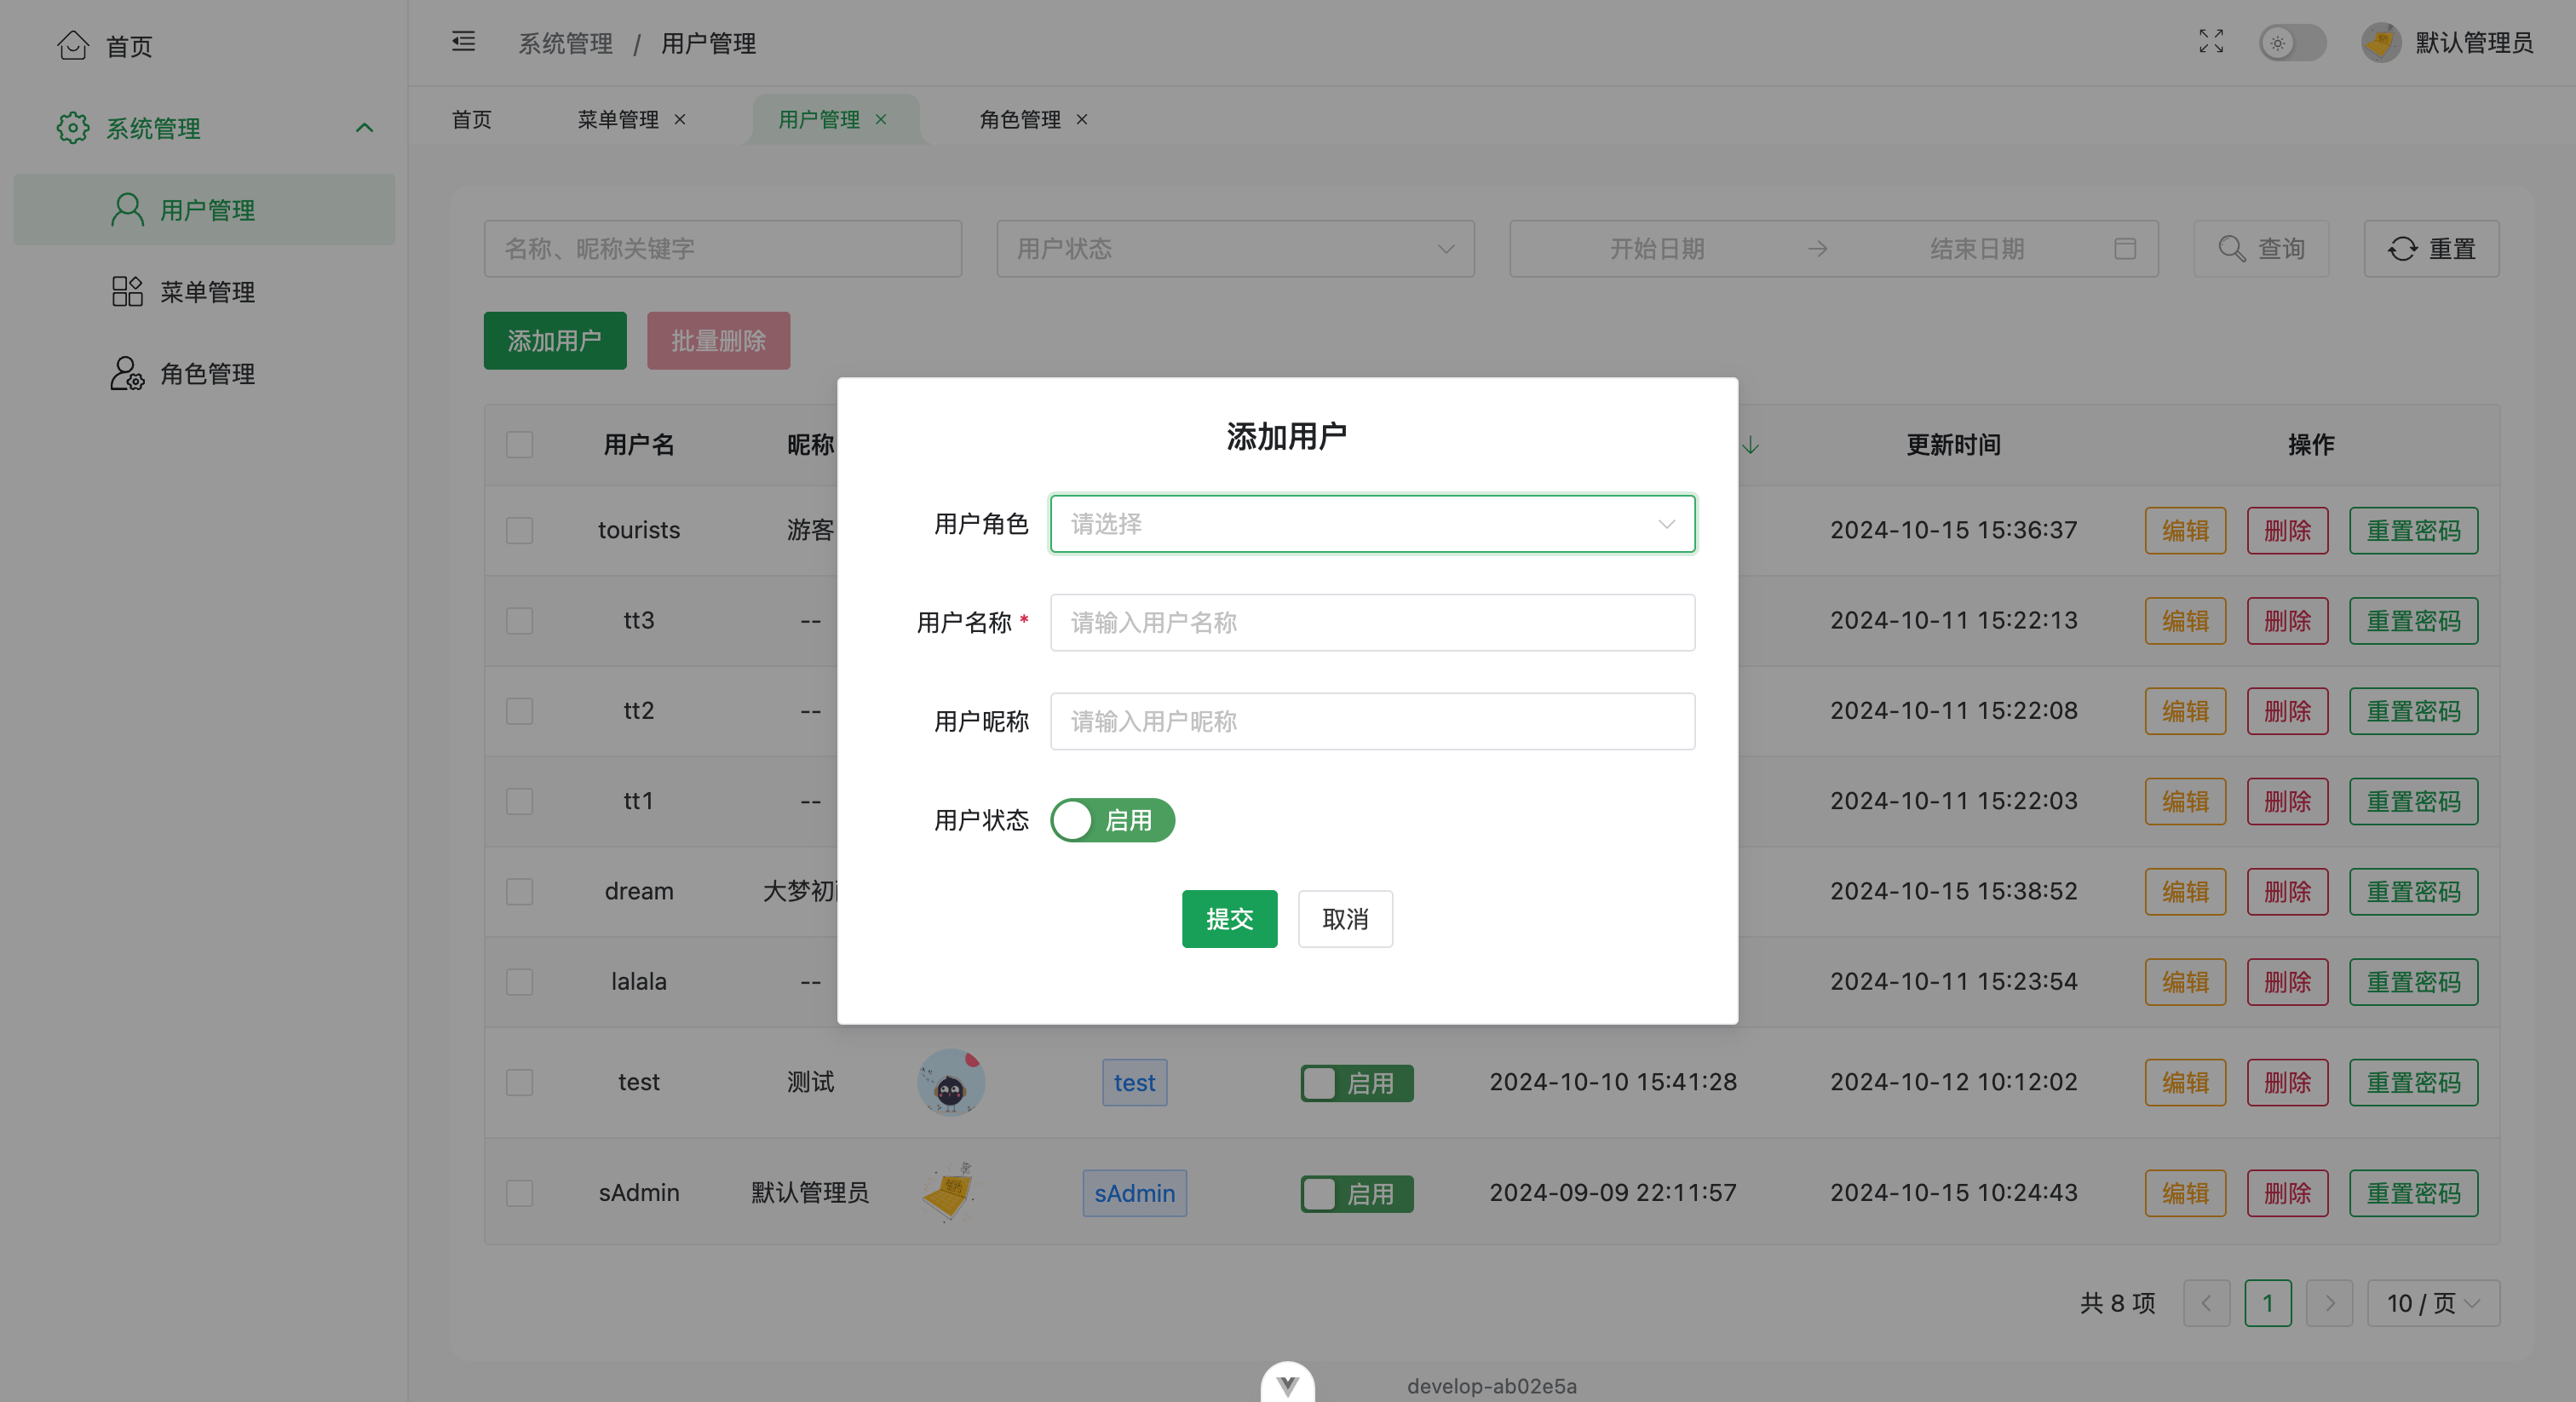 首页
系统管理
用户管理
菜单管理
角色管理
系统管理 / 用户管理
默认管理员
首页 菜单管理 × 用户管理 × 角色管理 ×
名称、昵称关键字 用户状态 开始日期 → 结束日期 查询 重置
添加用户 批量删除
用户名 昵称 ↓ 更新时间 操作
tourists 游客 2024-10-15 15:36:37 编辑 删除 重置密码
tt3 -- 2024-10-11 15:22:13 编辑 删除 重置密码
tt2 -- 2024-10-11 15:22:08 编辑 删除 重置密码
tt1 -- 2024-10-11 15:22:03 编辑 删除 重置密码
dream 大梦初 2024-10-15 15:38:52 编辑 删除 重置密码
lalala -- 2024-10-11 15:23:54 编辑 删除 重置密码
test 测试 test 启用 2024-10-10 15:41:28 2024-10-12 10:12:02 编辑 删除 重置密码
sAdmin 默认管理员 sAdmin 启用 2024-09-09 22:11:57 2024-10-15 10:24:43 编辑 删除 重置密码
共 8 项 1 10 / 页
develop-ab02e5a
添加用户
用户角色 请选择
用户名称 * 请输入用户名称
用户昵称 请输入用户昵称
用户状态 启用
提交 取消